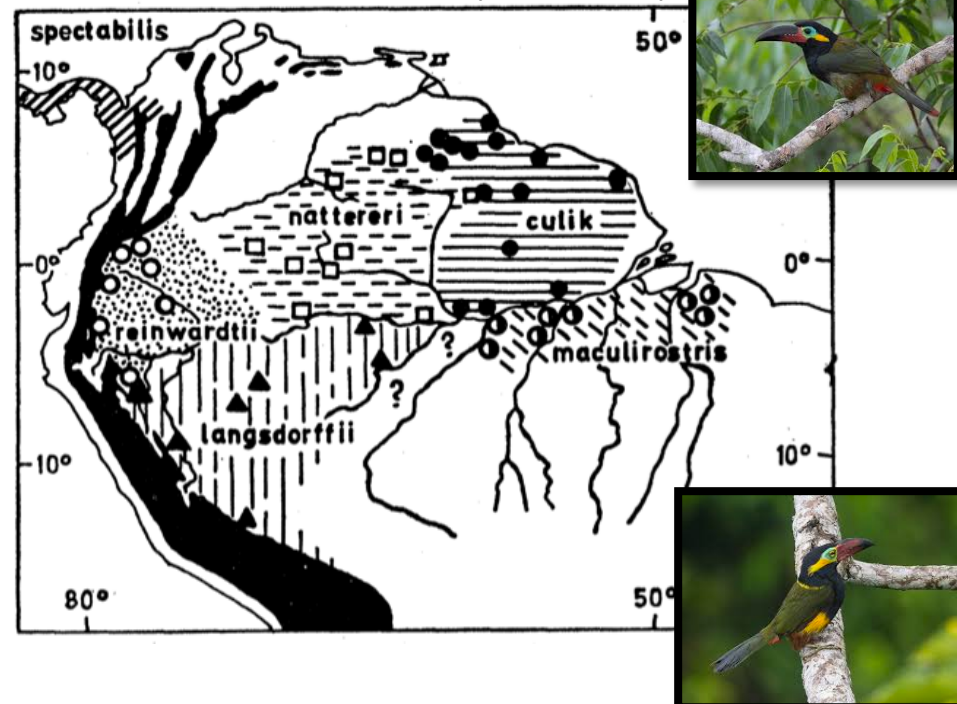 spectabilis
50°
10°
nattereri
culik
0°
0°
reinwardtii
?
maculirostris
?
langsdorffii
10°
10°
80°
50°